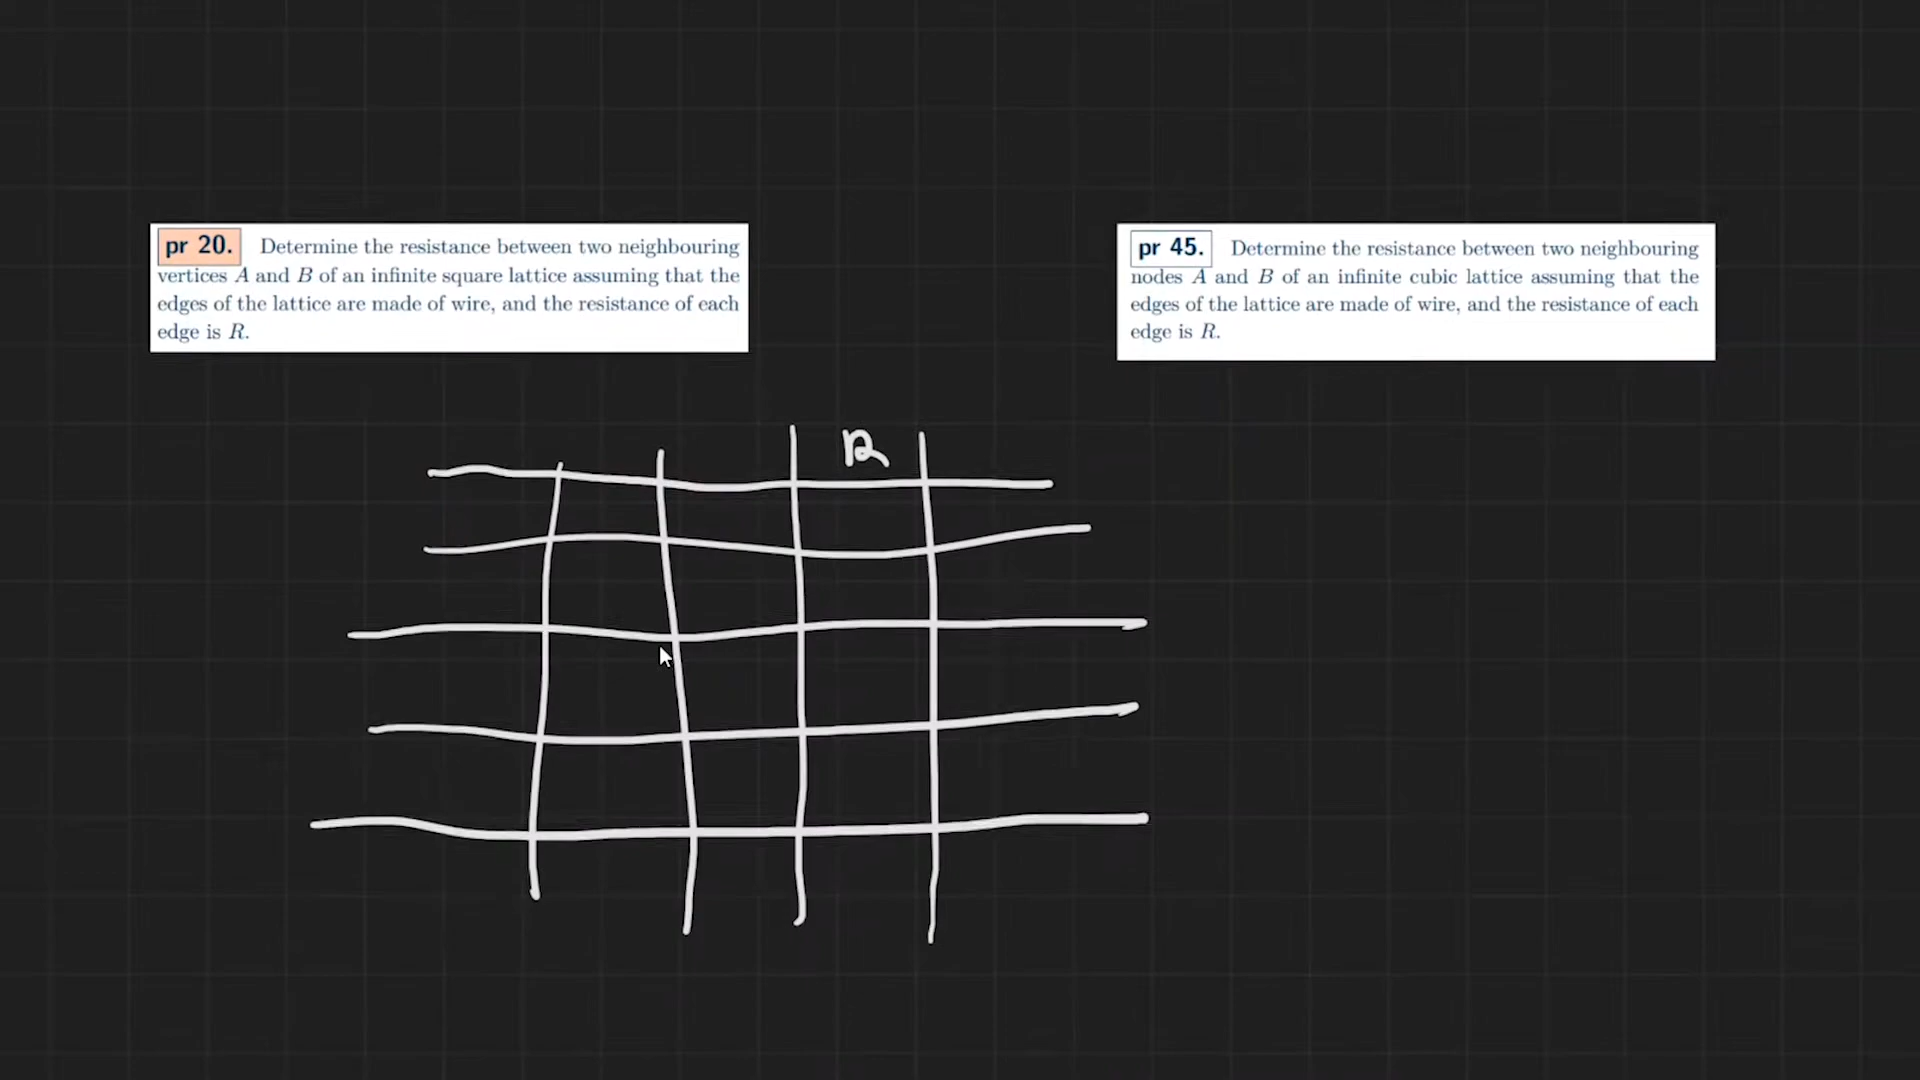 pr 20. Determine the resistance between two neighbouring
vertices A and B of an infinite square lattice assuming that the
edges of the lattice are made of wire, and the resistance of each
edge is R.
pr 45. Determine the resistance between two neighbouring
nodes A and B of an infinite cubic lattice assuming that the
edges of the lattice are made of wire, and the resistance of each
edge is R.
R